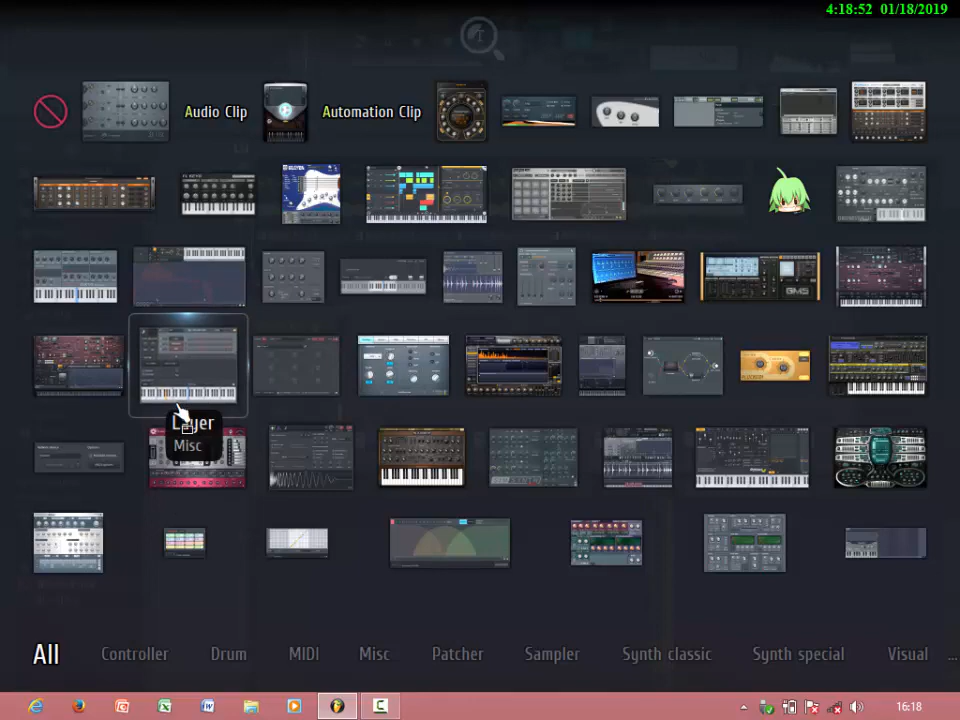 4:18:52 01/18/2019
Audio Clip
Automation Clip
GMS
Layer
Misc
All
Controller
Drum
MIDI
Misc
Patcher
Sampler
Synth classic
Synth special
Visual
...
16:18